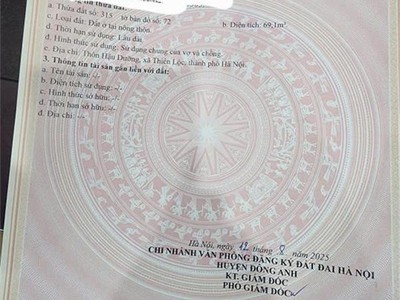 a. Thửa đất số: 315 tờ bản đồ số: 72 b. Diện tích: 69,1m².
c. Loại đất: Đất ở tại nông thôn.
d. Thời hạn sử dụng: Lâu dài.
đ. Hình thức sử dụng: Sử dụng chung của vợ và chồng.
e. Địa chỉ: Thôn Hậu Dưỡng, xã Thiên Lộc, thành phố Hà Nội.
3. Thông tin tài sản gắn liền với đất:
a. Tên tài sản: -/-
b. Diện tích sử dụng: -/-
c. Hình thức sở hữu: -/-
d. Thời hạn sở hữu: -/-
đ. Địa chỉ: -/-
Hà Nội, ngày 12 tháng 8 năm 2025
CHI NHÁNH VĂN PHÒNG ĐĂNG KÝ ĐẤT ĐAI HÀ NỘI
HUYỆN ĐÔNG ANH
KT. GIÁM ĐỐC
PHÓ GIÁM ĐỐC